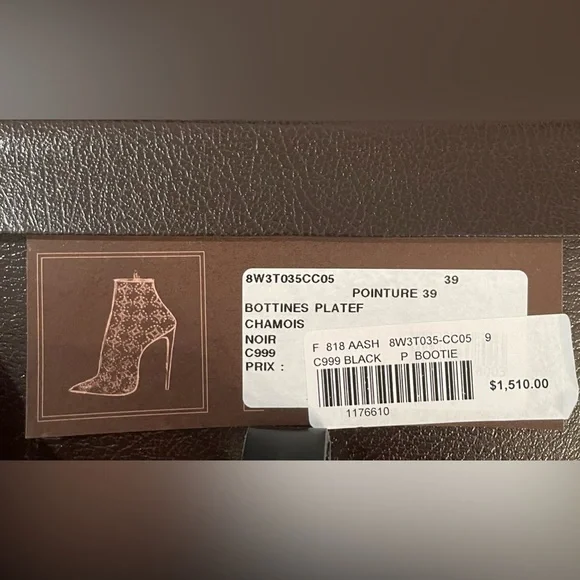 8W3T035CC05 39
POINTURE 39
BOTTINES PLATEF
CHAMOIS
NOIR
C999
PRIX :
F 818 AASH 8W3T035-CC05 9
C999 BLACK P BOOTIE
$1,510.00
1176610